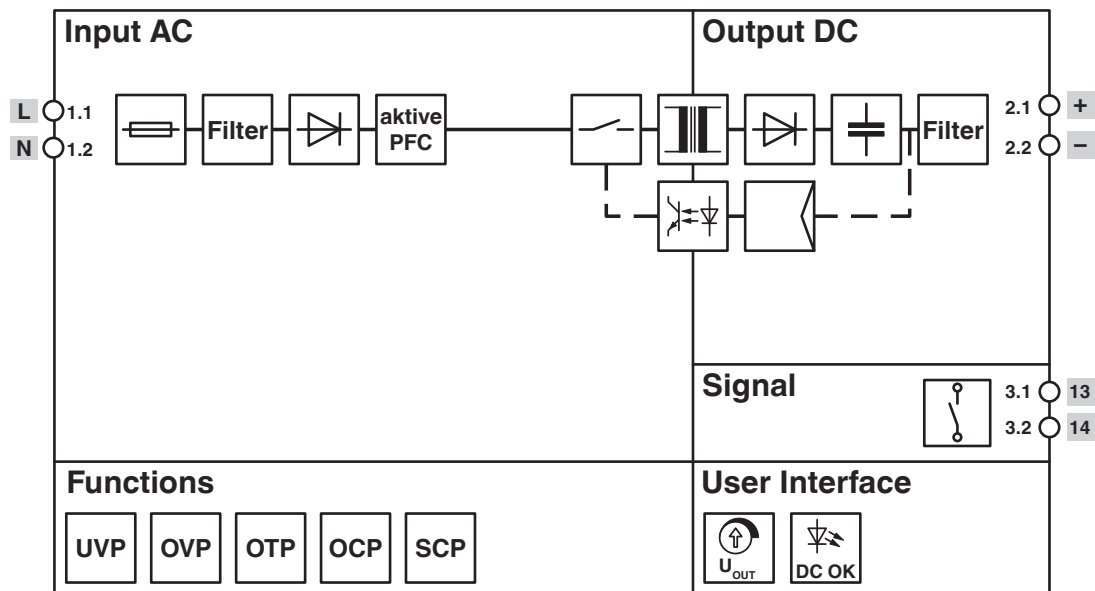 Input AC
Output DC
L 1.1
N 1.2
Filter
aktive
PFC
Filter
2.1 +
2.2 −
Signal
3.1 13
3.2 14
Functions
UVP OVP OTP OCP SCP
User Interface
UOUT
DC OK